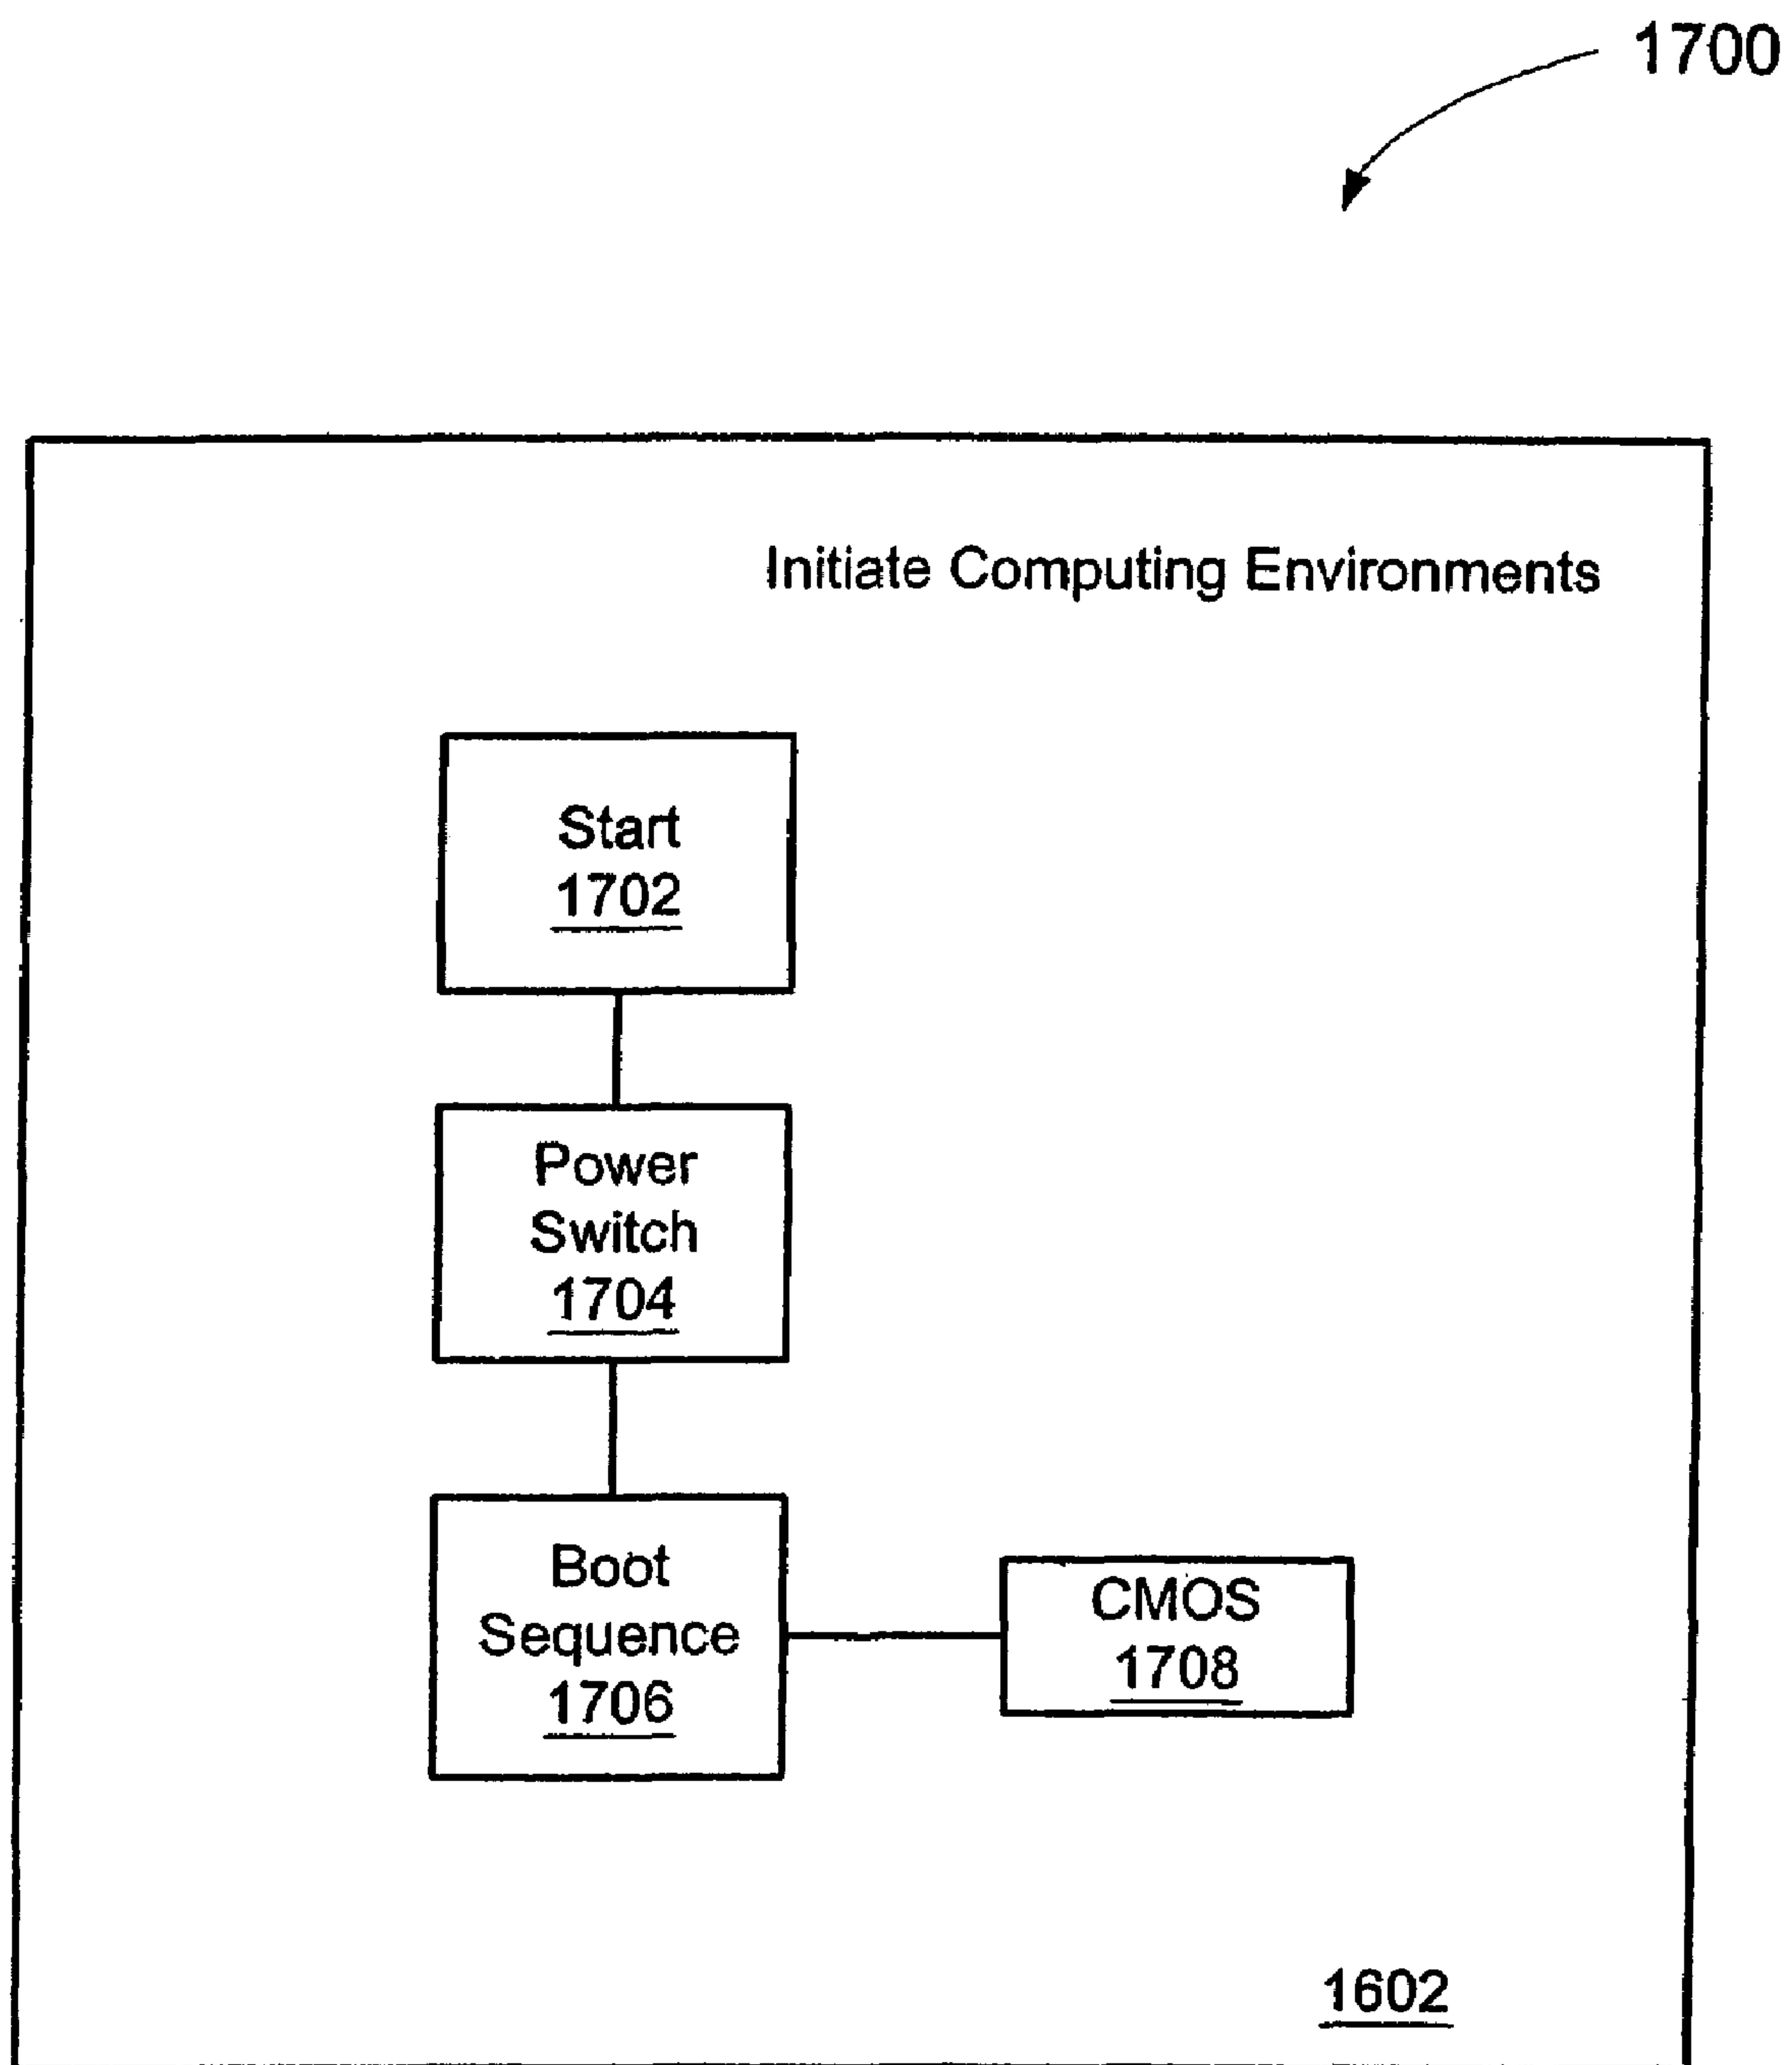 1700
Initiate Computing Environments
Start
1702
Power
Switch
1704
Boot
Sequence
1706
CMOS
1708
1602